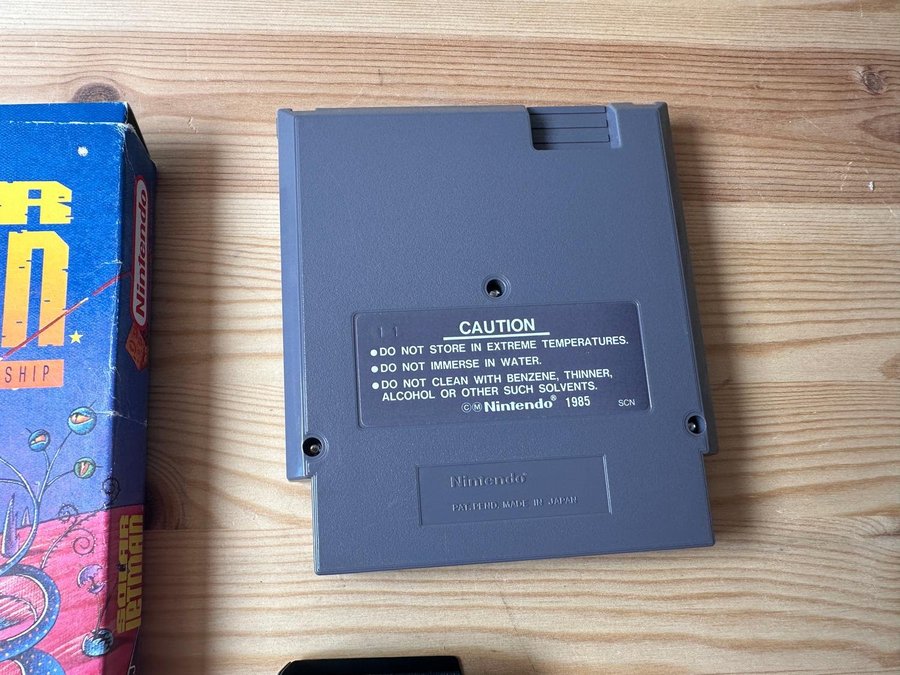 R
N
SHIP
Nintendo
SOLAR
JETMAN
11
CAUTION
● DO NOT STORE IN EXTREME TEMPERATURES.
● DO NOT IMMERSE IN WATER.
● DO NOT CLEAN WITH BENZENE, THINNER,
ALCOHOL OR OTHER SUCH SOLVENTS.
©Ⓜ Nintendo® 1985 SCN
Nintendo®
PAT. PEND. MADE IN JAPAN